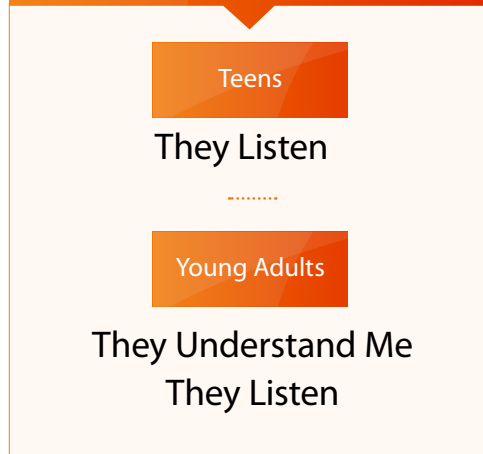 Teens
They Listen
Young Adults
They Understand Me
They Listen